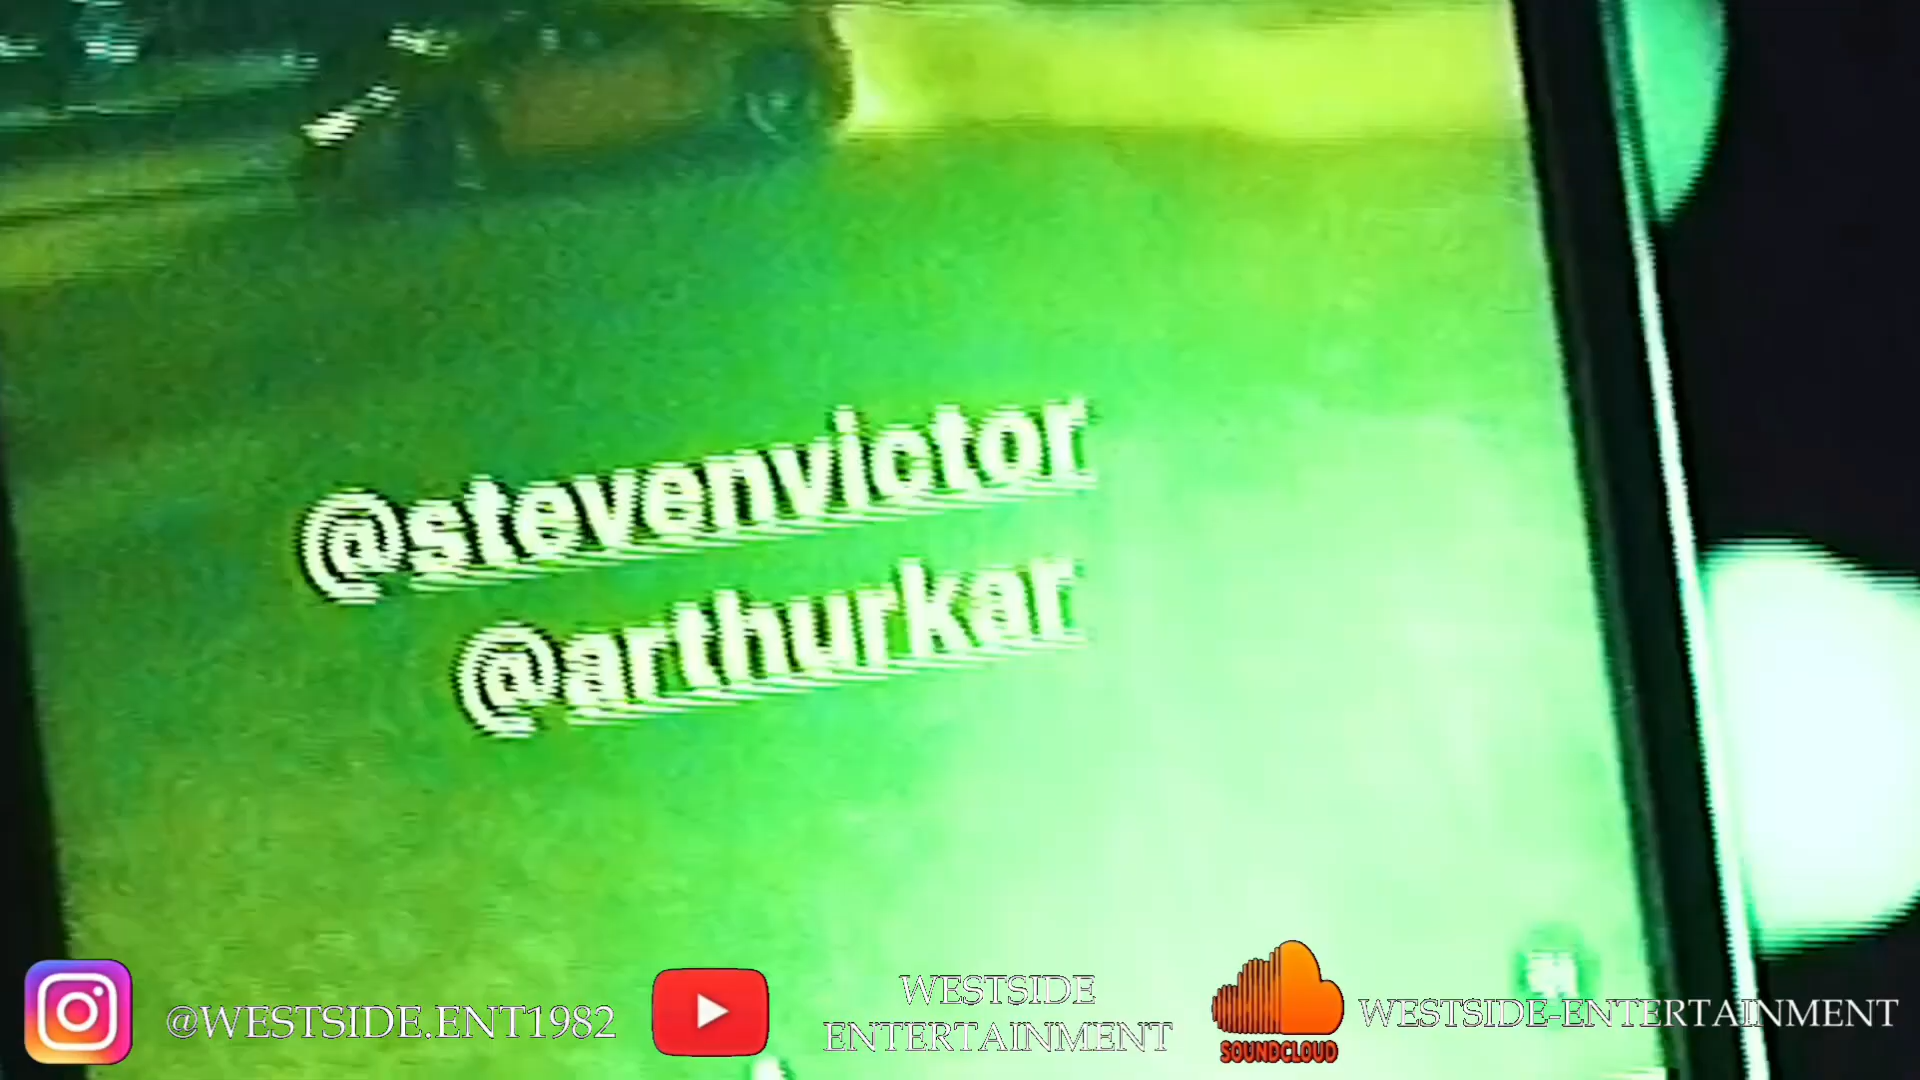 @stevenvictor
@arthurkar
@WESTSIDE.ENT1982
WESTSIDE
ENTERTAINMENT
SOUNDCLOUD
WESTSIDE-ENTERTAINMENT